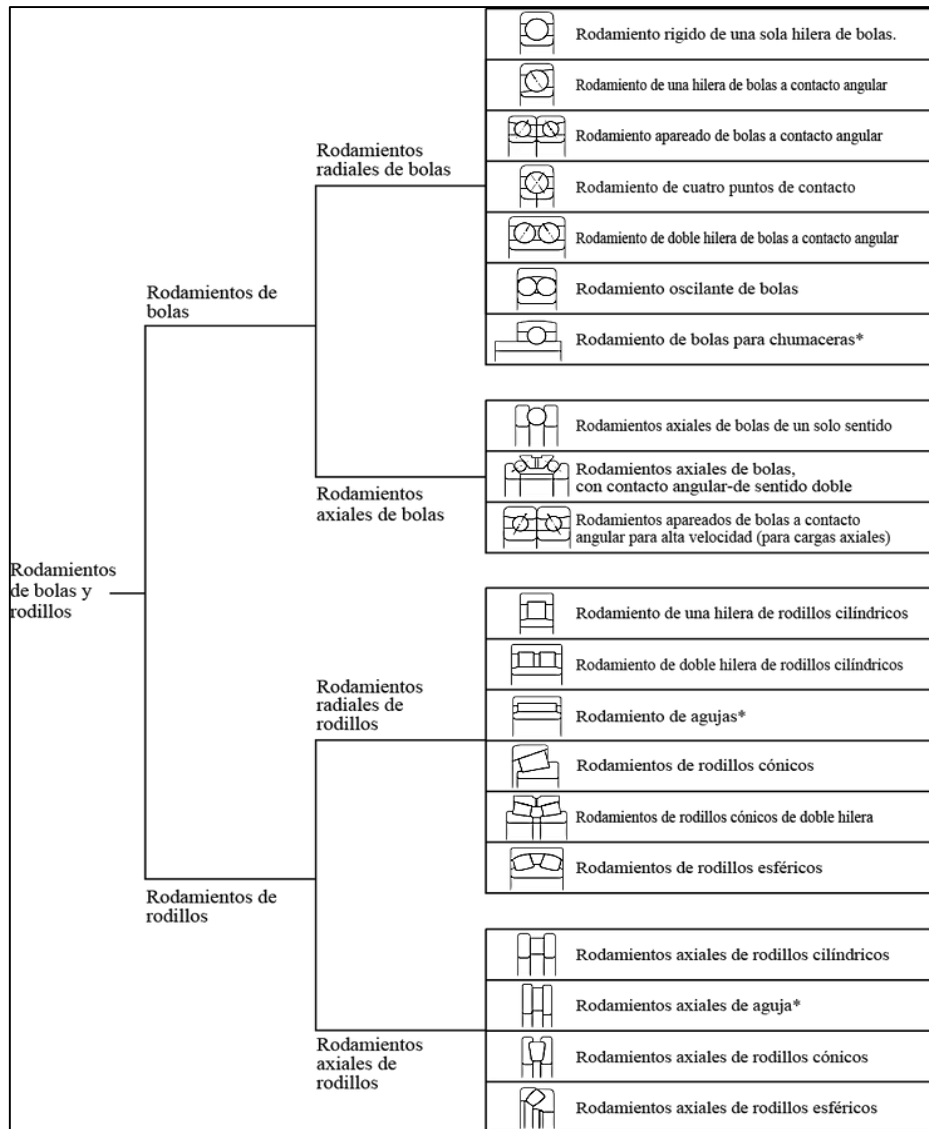 Rodamientos
de bolas y
rodillos
Rodamientos de
bolas
Rodamientos
radiales de bolas
Rodamiento rigido de una sola hilera de bolas.
Rodamiento de una hilera de bolas a contacto angular
Rodamiento apareado de bolas a contacto angular
Rodamiento de cuatro puntos de contacto
Rodamiento de doble hilera de bolas a contacto angular
Rodamiento oscilante de bolas
Rodamiento de bolas para chumaceras*
Rodamientos
axiales de bolas
Rodamientos axiales de bolas de un solo sentido
Rodamientos axiales de bolas,
con contacto angular-de sentido doble
Rodamientos apareados de bolas a contacto
angular para alta velocidad (para cargas axiales)
Rodamientos de
rodillos
Rodamientos
radiales de
rodillos
Rodamiento de una hilera de rodillos cilíndricos
Rodamiento de doble hilera de rodillos cilíndricos
Rodamiento de agujas*
Rodamientos de rodillos cónicos
Rodamientos de rodillos cónicos de doble hilera
Rodamientos de rodillos esféricos
Rodamientos
axiales de
rodillos
Rodamientos axiales de rodillos cilíndricos
Rodamientos axiales de aguja*
Rodamientos axiales de rodillos cónicos
Rodamientos axiales de rodillos esféricos